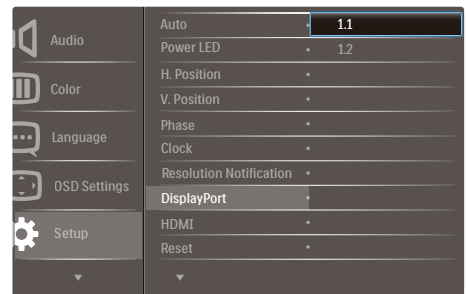 Audio
Color
Language
OSD Settings
Setup
Auto
Power LED
H. Position
V. Position
Phase
Clock
Resolution Notification
DisplayPort
HDMI
Reset
1.1
1.2